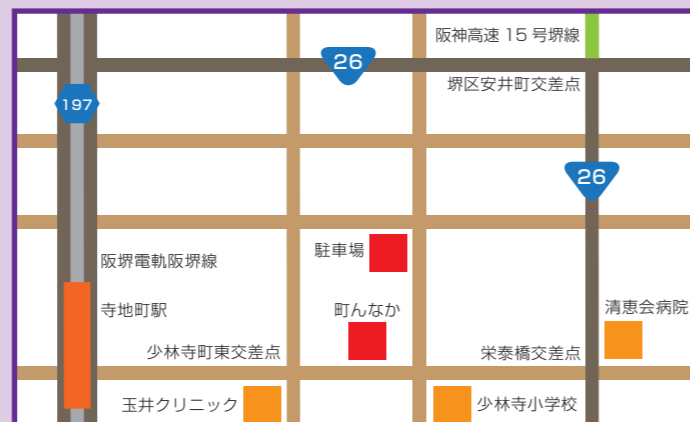 阪神高速 15 号堺線
26
堺区安井町交差点
197
26
駐車場
阪堺電軌阪堺線
寺地町駅
町んなか
清恵会病院
少林寺町東交差点
栄泰橋交差点
玉井クリニック
少林寺小学校